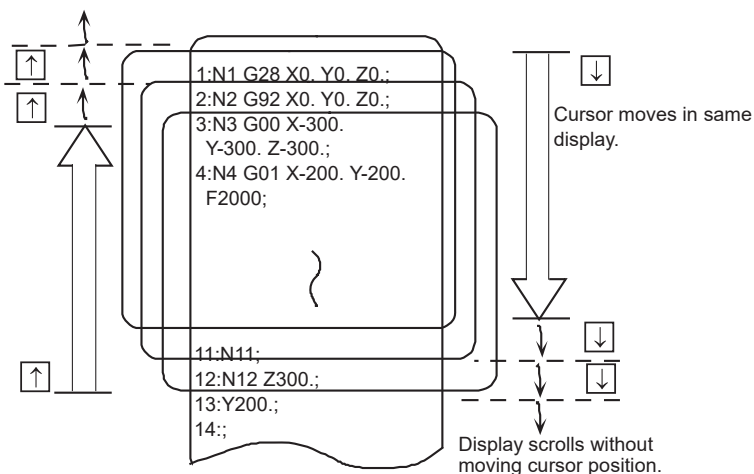 1:N1 G28 X0. Y0. Z0.;
2:N2 G92 X0. Y0. Z0.;
3:N3 G00 X-300.
Y-300. Z-300.;
4:N4 G01 X-200. Y-200.
F2000;
11:N11;
12:N12 Z300.;
13:Y200.;
14:;
↑
↑
↑
↓
Cursor moves in same
display.
↓
↓
Display scrolls without
moving cursor position.